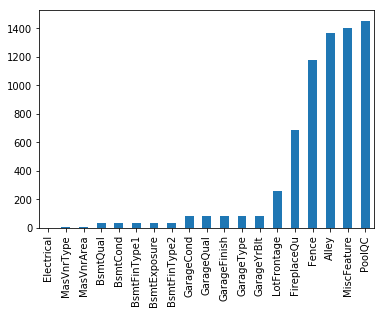 1400
1200
1000
800
600
400
200
0
Electrical
MasVnrType
MasVnrArea
BsmtQual
BsmtCond
BsmtFinType1
BsmtExposure
BsmtFinType2
GarageCond
GarageQual
GarageFinish
GarageType
GarageYrBlt
LotFrontage
FireplaceQu
Fence
Alley
MiscFeature
PoolQC